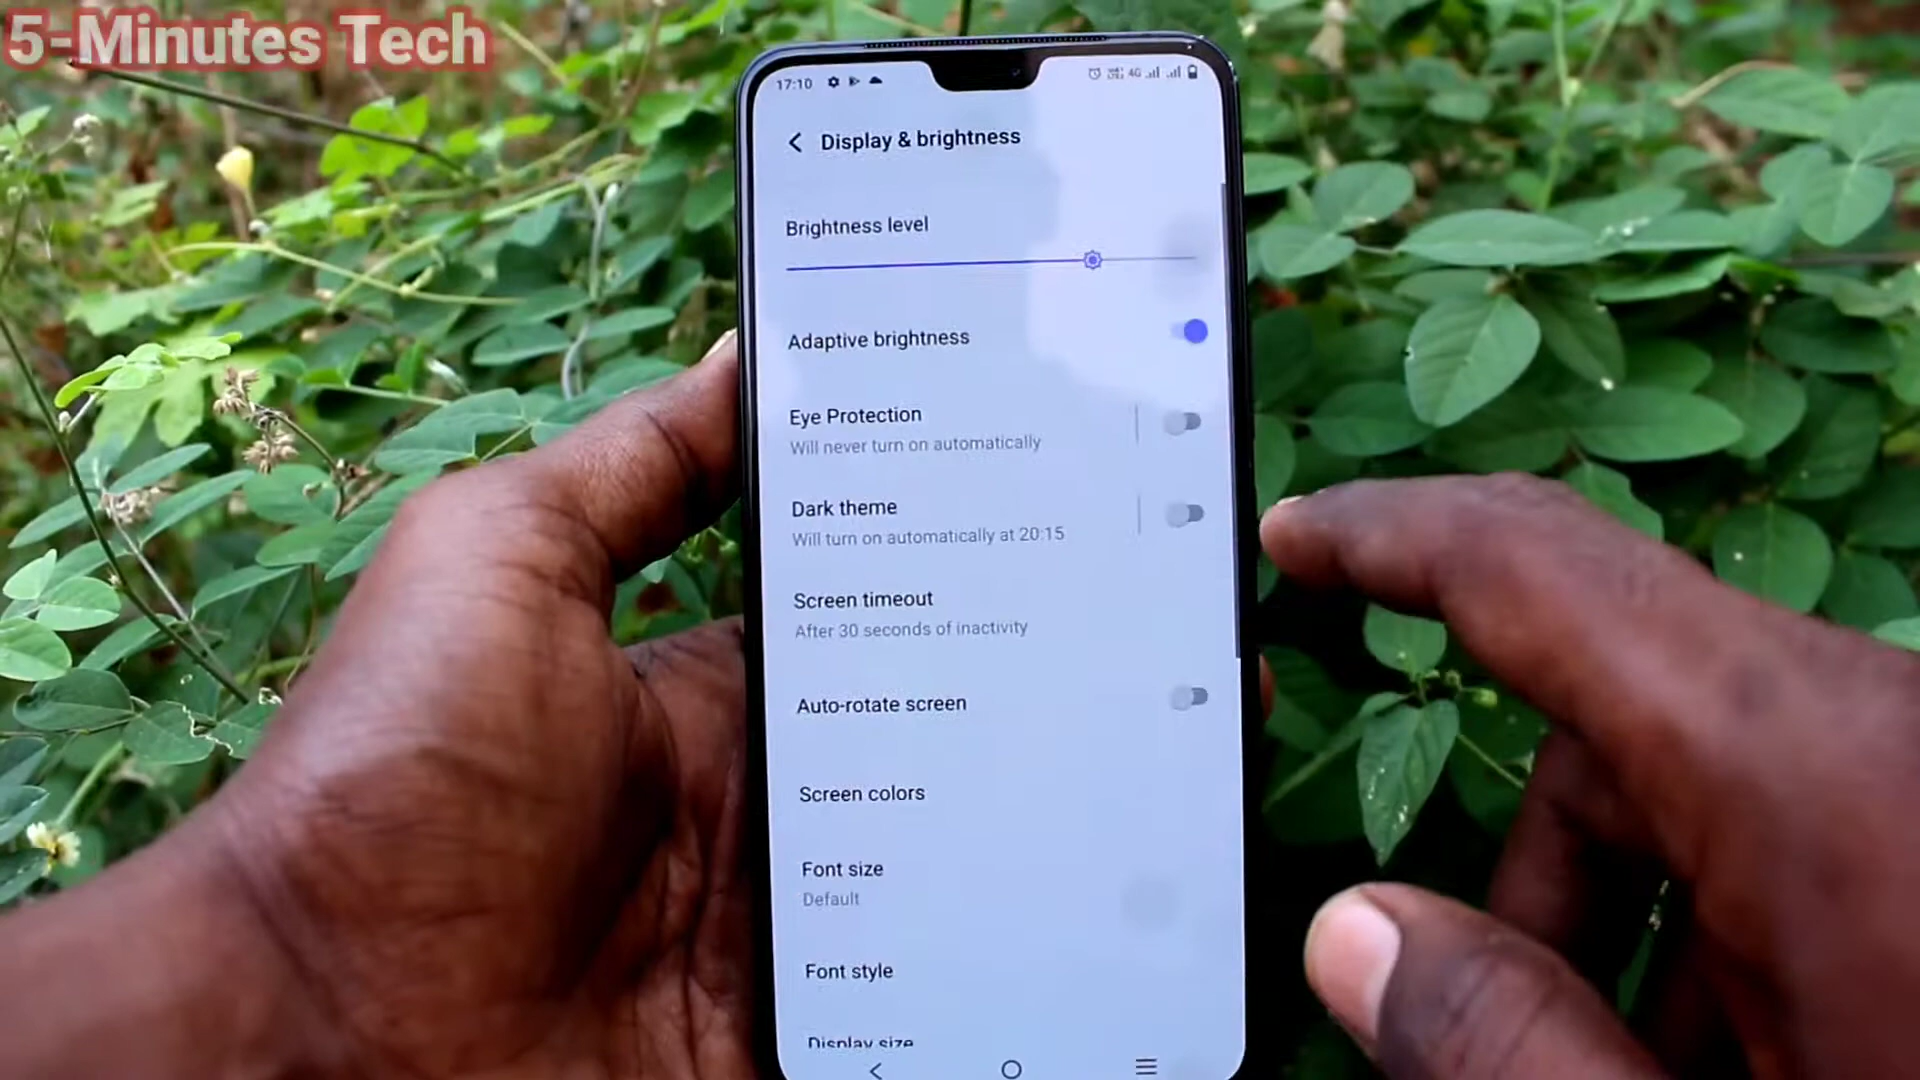 5-Minutes Tech
17:10
4G
Display & brightness
Brightness level
Adaptive brightness
Eye Protection
Will never turn on automatically
Dark theme
Will turn on automatically at 20:15
Screen timeout
After 30 seconds of inactivity
Auto-rotate screen
Screen colors
Font size
Default
Font style
Display size